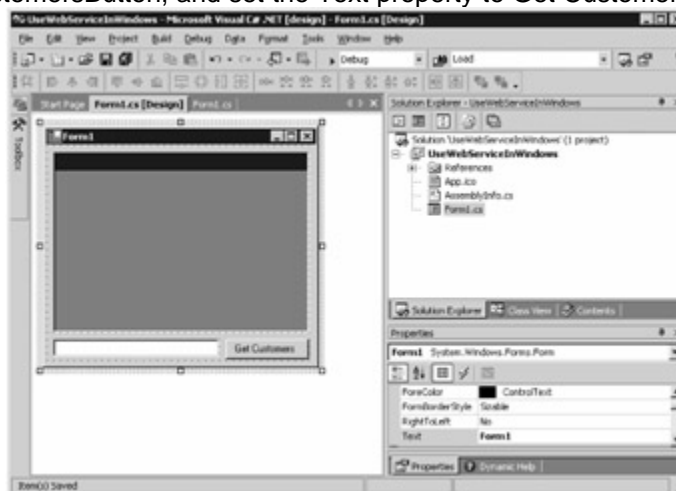 omersButton, and set the Text property to Get Customer
UseWebServiceInWindows - Microsoft Visual C# .NET [design] - Form1.cs [Design]
File Edit View Project Build Debug Data Format Tools Window Help
Debug Load
Start Page Form1.cs [Design] Form1.cs
Solution Explorer - UseWebServiceInWindows
Toolbox
Form1
Solution 'UseWebServiceInWindows' (1 project)
UseWebServiceInWindows
References
App.ico
AssemblyInfo.cs
Form1.cs
Get Customers
Solution Explorer Class View Contents
Properties
Form1 System.Windows.Forms.Form
ForeColor ControlText
FormBorderStyle Sizable
RightToLeft No
Text Form1
Properties Dynamic Help
Item(s) Saved